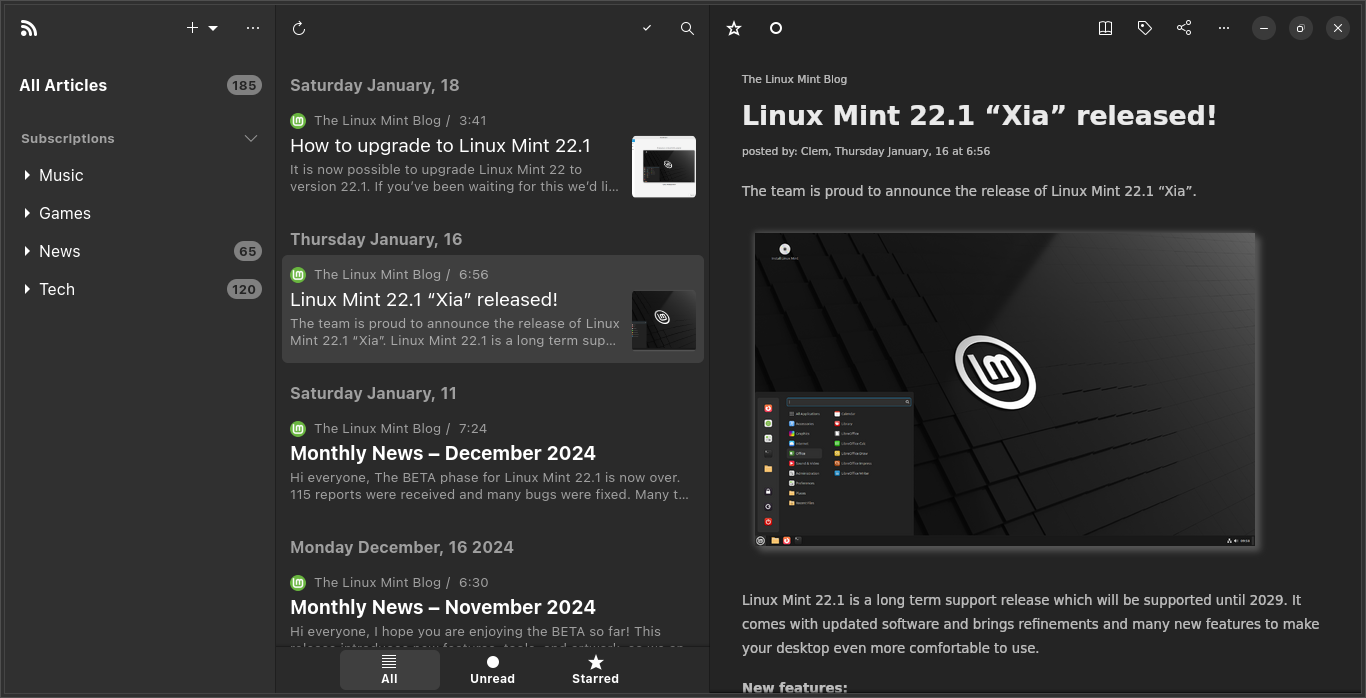 All Articles
185
Subscriptions
Music
Games
News
65
Tech
120
Saturday January, 18
The Linux Mint Blog / 3:41
How to upgrade to Linux Mint 22.1
It is now possible to upgrade Linux Mint 22 to
version 22.1. If you’ve been waiting for this we’d li…
Thursday January, 16
The Linux Mint Blog / 6:56
Linux Mint 22.1 “Xia” released!
The team is proud to announce the release of Linux
Mint 22.1 “Xia”. Linux Mint 22.1 is a long term sup…
Saturday January, 11
The Linux Mint Blog / 7:24
Monthly News – December 2024
Hi everyone, The BETA phase for Linux Mint 22.1 is now over.
115 reports were received and many bugs were fixed. Many t…
Monday December, 16 2024
The Linux Mint Blog / 6:30
Monthly News – November 2024
Hi everyone, I hope you are enjoying the BETA so far! This
All
Unread
Starred
The Linux Mint Blog
Linux Mint 22.1 “Xia” released!
posted by: Clem, Thursday January, 16 at 6:56
The team is proud to announce the release of Linux Mint 22.1 “Xia”.
Linux Mint 22.1 is a long term support release which will be supported until 2029. It
comes with updated software and brings refinements and many new features to make
your desktop even more comfortable to use.
New features: